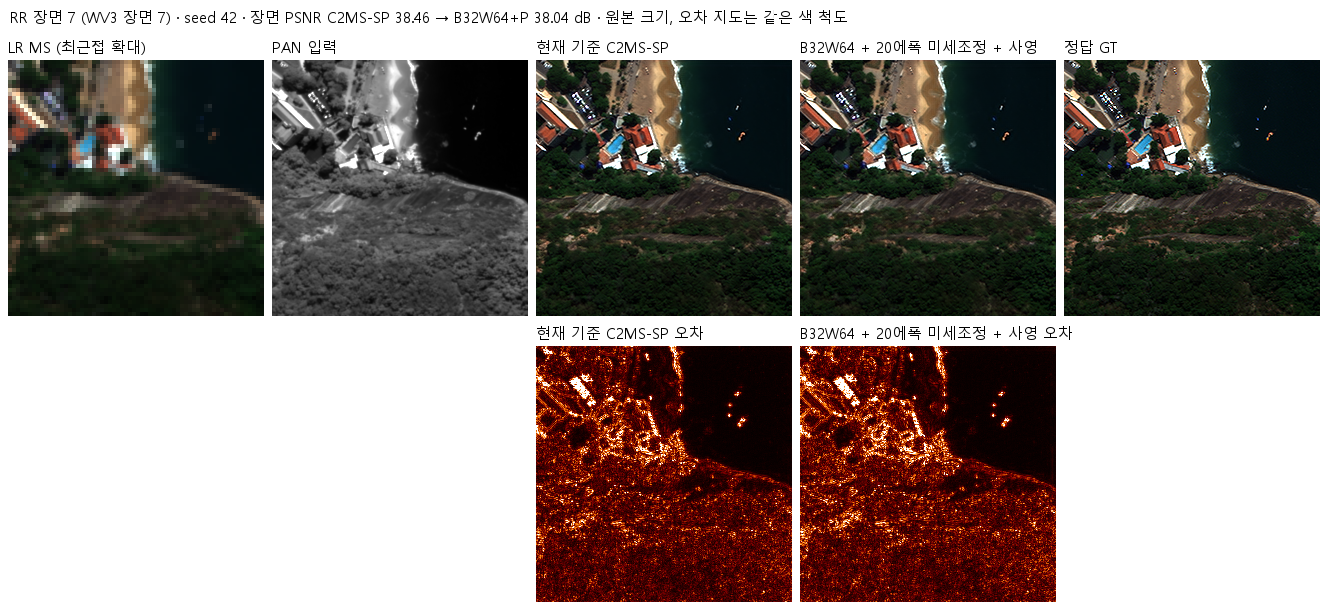 RR 장면 7 (WV3 장면 7) · seed 42 · 장면 PSNR C2MS-SP 38.46 → B32W64+P 38.04 dB · 원본 크기, 오차 지도는 같은 색 척도
LR MS (최근접 확대)
PAN 입력
현재 기준 C2MS-SP
B32W64 + 20에폭 미세조정 + 사영
정답 GT
현재 기준 C2MS-SP 오차
B32W64 + 20에폭 미세조정 + 사영 오차